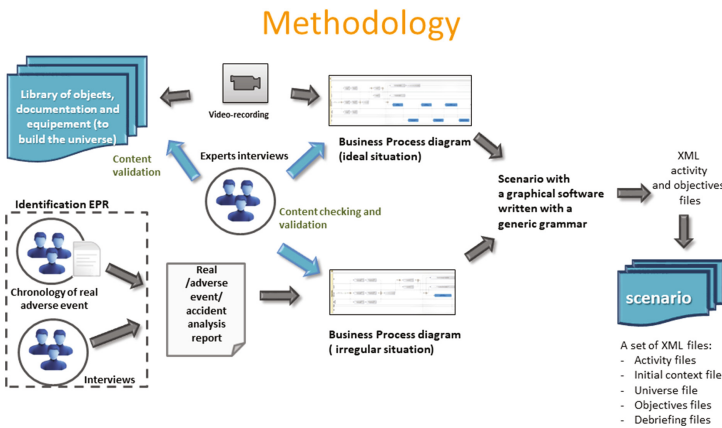 Methodology
Library of objects,
documentation and
equipement (to
build the universe)
Video-recording
Business Process diagram
(ideal situation)
Content
validation
Experts interviews
Content checking and
validation
Scenario with
a graphical software
written with a
generic grammar
XML
activity
and objectives
files
Identification EPR
Chronology of real
adverse event
Interviews
Real
/adverse
event/
accident
analysis
report
Business Process diagram
( irregular situation)
scenario
A set of XML files:
- Activity files
- Initial context file
- Universe file
- Objectives files
- Debriefing files